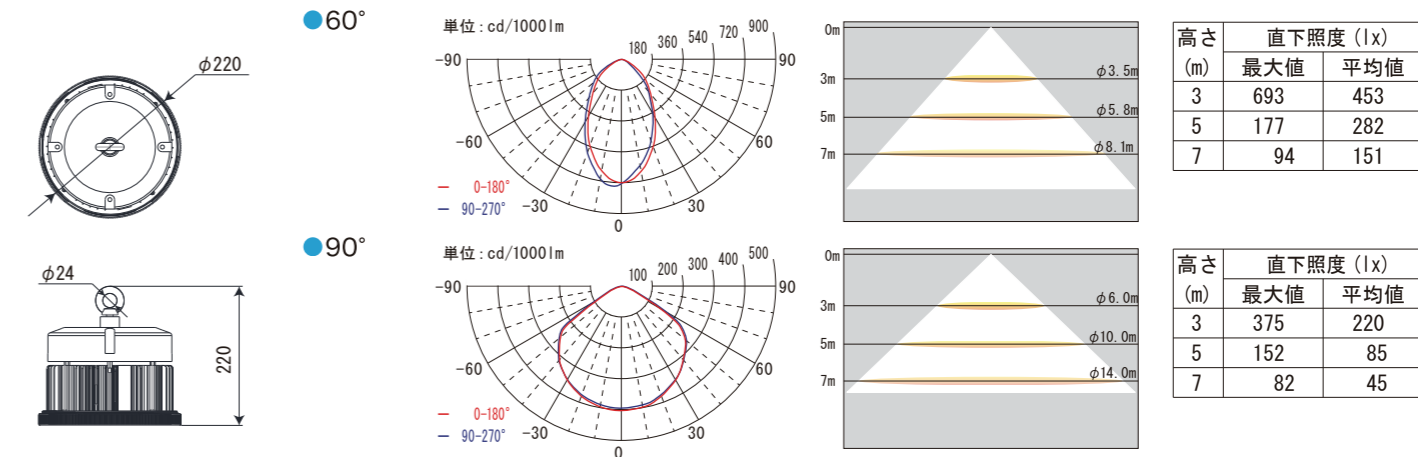 φ220
φ24
220
●60°
単位:cd/1000lm
180 360 540 720 900
-90 90
-60 60
-30 30
0
0-180°
90-270°
0m
3m φ3.5m
5m φ5.8m
7m φ8.1m
高さ 直下照度(lx)
(m) 最大値 平均値
3 693 453
5 177 282
7 94 151
●90°
単位:cd/1000lm
100 200 300 400 500
-90 90
-60 60
-30 30
0
0-180°
90-270°
0m
3m φ6.0m
5m φ10.0m
7m φ14.0m
高さ 直下照度(lx)
(m) 最大値 平均値
3 375 220
5 152 85
7 82 45